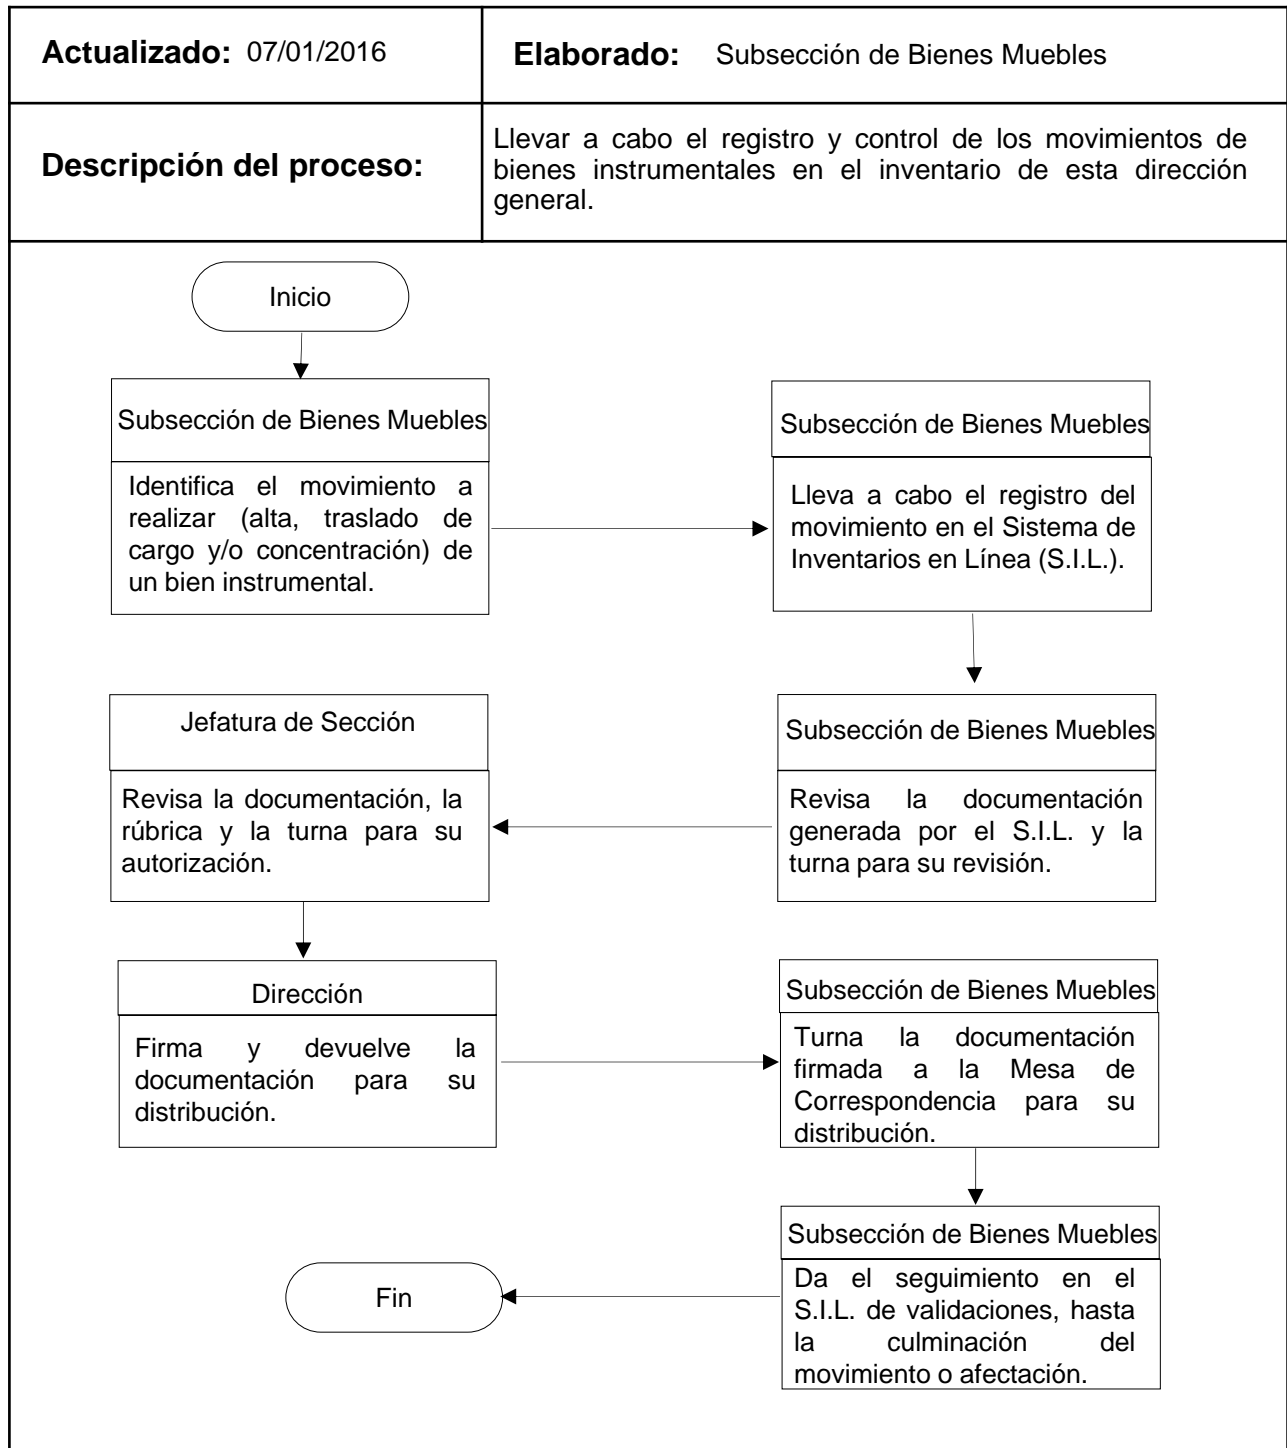 Actualizado: 07/01/2016
Elaborado: Subsección de Bienes Muebles
Descripción del proceso:
Llevar a cabo el registro y control de los movimientos de
bienes instrumentales en el inventario de esta dirección
general.
Inicio
Subsección de Bienes Muebles
Identifica el movimiento a
realizar (alta, traslado de
cargo y/o concentración) de
un bien instrumental.
Subsección de Bienes Muebles
Lleva a cabo el registro del
movimiento en el Sistema de
Inventarios en Línea (S.I.L.).
Subsección de Bienes Muebles
Revisa la documentación
generada por el S.I.L. y la
turna para su revisión.
Jefatura de Sección
Revisa la documentación, la
rúbrica y la turna para su
autorización.
Dirección
Firma y devuelve la
documentación para su
distribución.
Subsección de Bienes Muebles
Turna la documentación
firmada a la Mesa de
Correspondencia para su
distribución.
Subsección de Bienes Muebles
Da el seguimiento en el
S.I.L. de validaciones, hasta
la culminación del
movimiento o afectación.
Fin